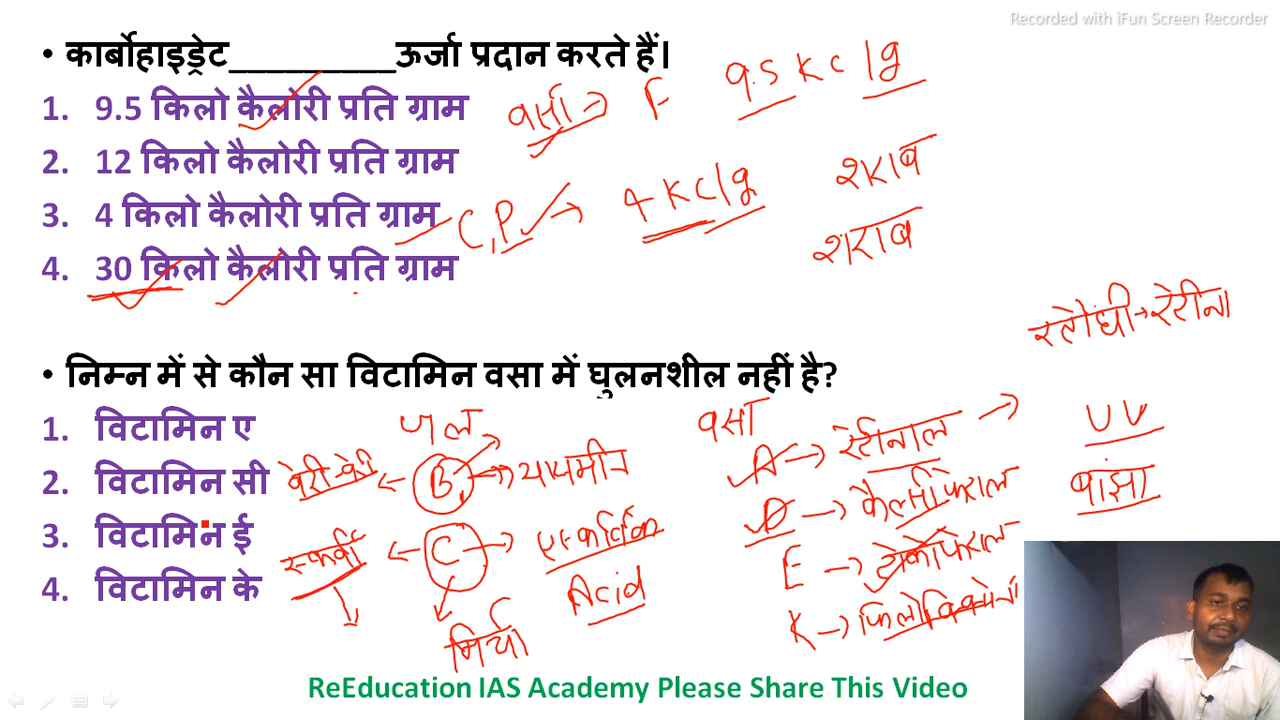 Recorded with iFun Screen Recorder
• कार्बोहाइड्रेट__________ऊर्जा प्रदान करते हैं।
1. 9.5 किलो कैलोरी प्रति ग्राम
2. 12 किलो कैलोरी प्रति ग्राम
3. 4 किलो कैलोरी प्रति ग्राम
4. 30 किलो कैलोरी प्रति ग्राम
वसा → F 9.5 KC/g
C, P → 4 KC/g
शराब
रतौंधी → रेटीना
• निम्न में से कौन सा विटामिन वसा में घुलनशील नहीं है?
1. विटामिन ए
2. विटामिन सी
3. विटामिन ई
4. विटामिन के
जल
बेरी-बेरी ← B → थायमीन
स्कर्वी ← C →
Acid
मिर्चा
वसा
A → रेटीनाल →
D → कैल्सीफेराल
E → टोकोफेराल
K →
UV
बांझा
ReEducation IAS Academy Please Share This Video